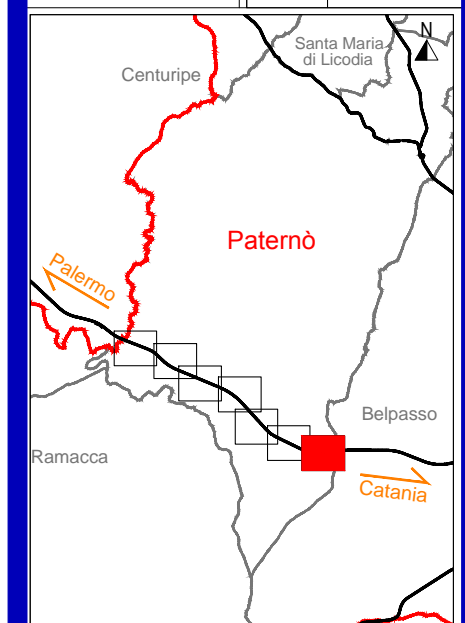 N
Santa Maria
di Licodia
Centuripe
Paternò
Palermo
Belpasso
Ramacca
Catania